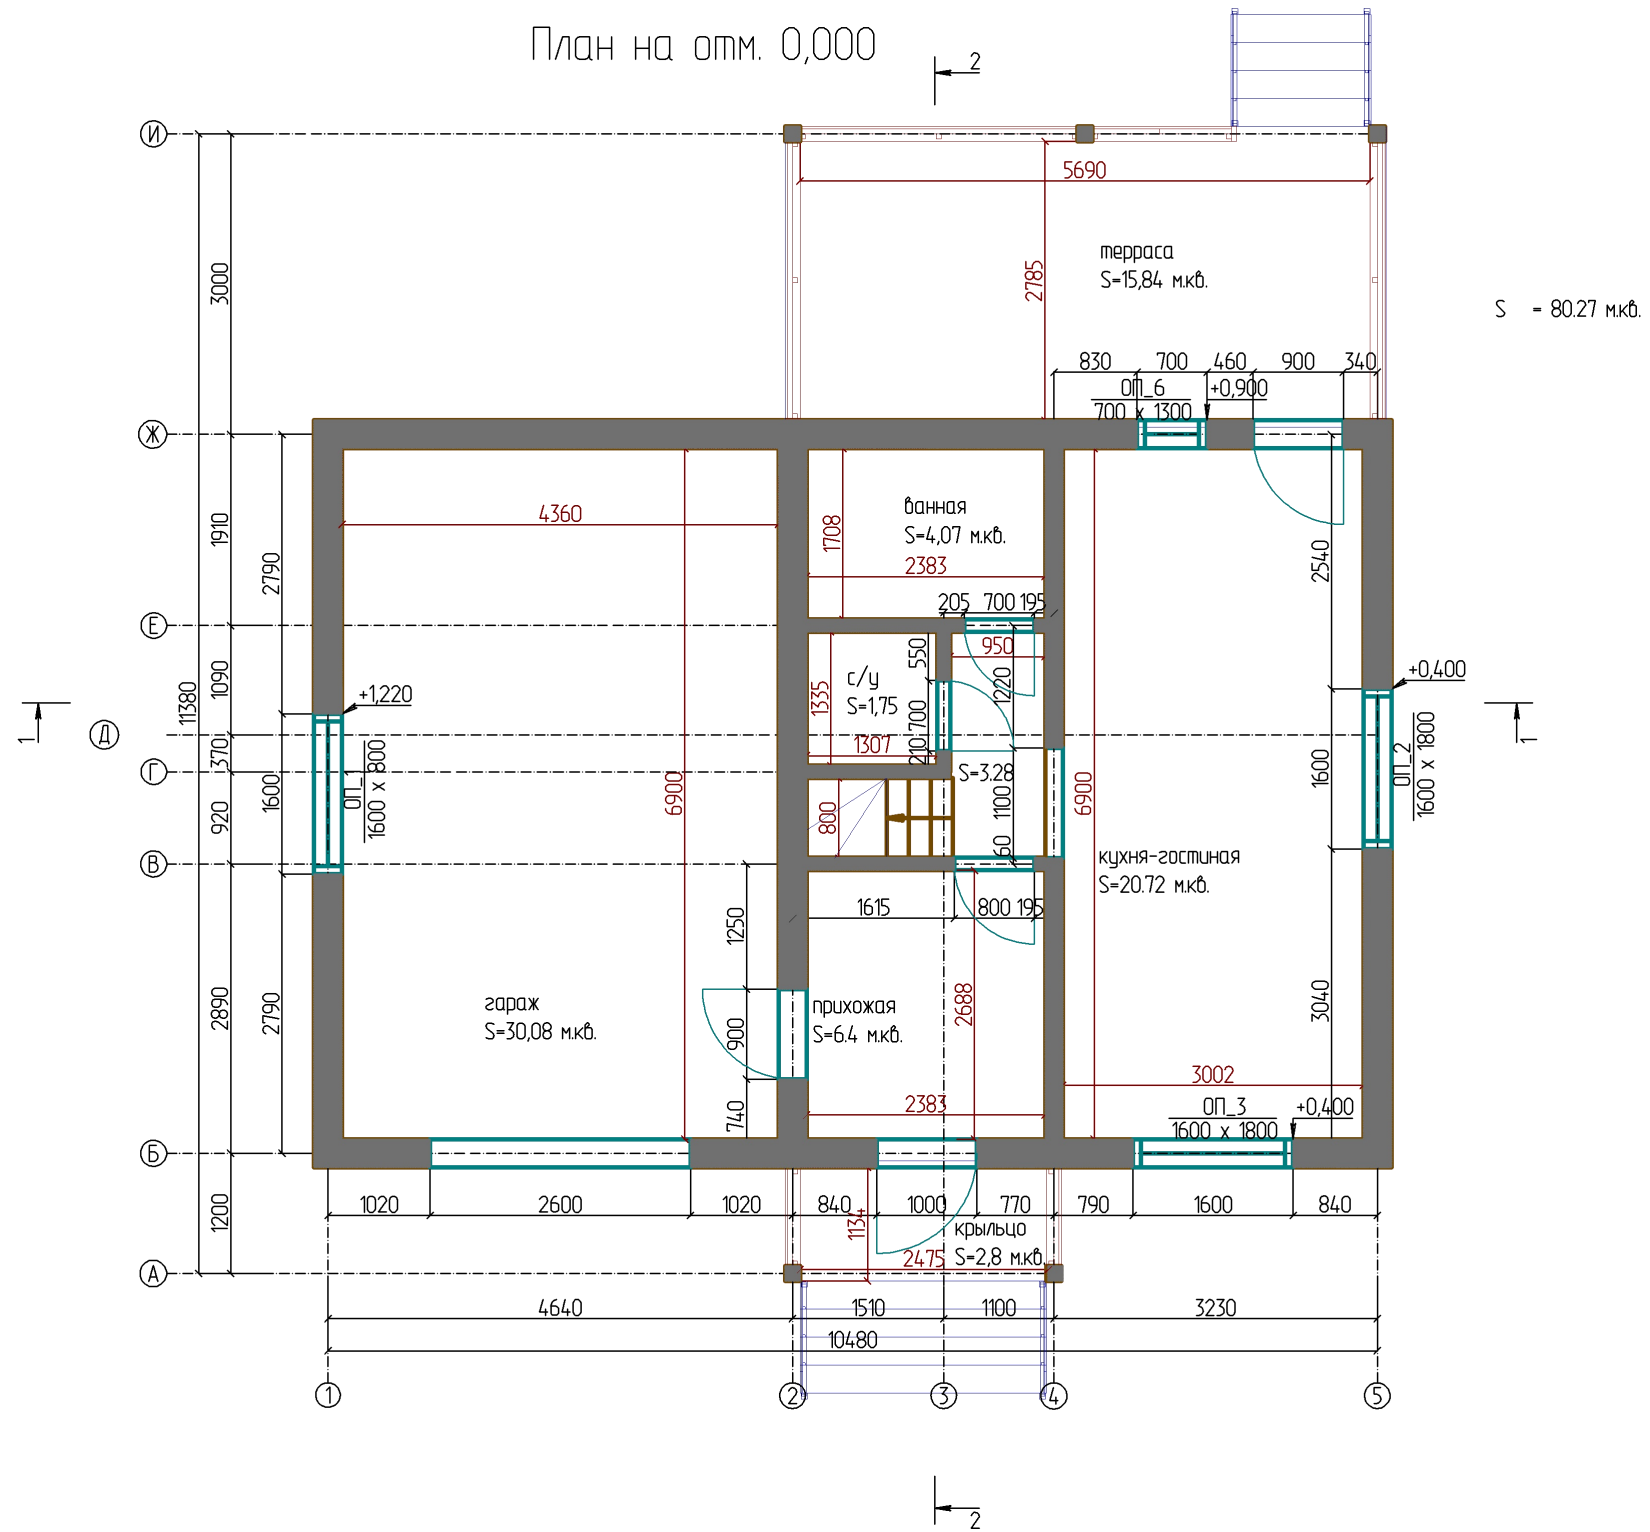 План на отм. 0,000
2
И
5690
терраса
S=15,84 м.кв.
2785
3000
S = 80.27 м.кв.
830
700
460
900
340
ОП_6
+0,900
700 x 1300
Ж
4360
ванная
S=4,07 м.кв.
1708
2383
1910
2790
2540
205
700
195
Е
950
550
1220
с/у
S=1,75
1335
700
210
1307
1090
11380
+1,220
+0,400
1
1
Д
370
Г
ОП_1
1600 x 800
1600
6900
S=3.28
1100
60
6900
1600
ОП_2
1600 x 1800
920
800
В
кухня-гостиная
S=20.72 м.кв.
1615
800
195
1250
2890
2790
гараж
S=30,08 м.кв.
900
прихожая
S=6.4 м.кв.
2688
3040
3002
2383
740
ОП_3
+0,400
1600 x 1800
Б
1200
1020
2600
1020
840
1000
770
790
1600
840
1134
крыльцо
S=2,8 м.кв.
2475
А
4640
1510
1100
3230
10480
1
2
3
4
5
2